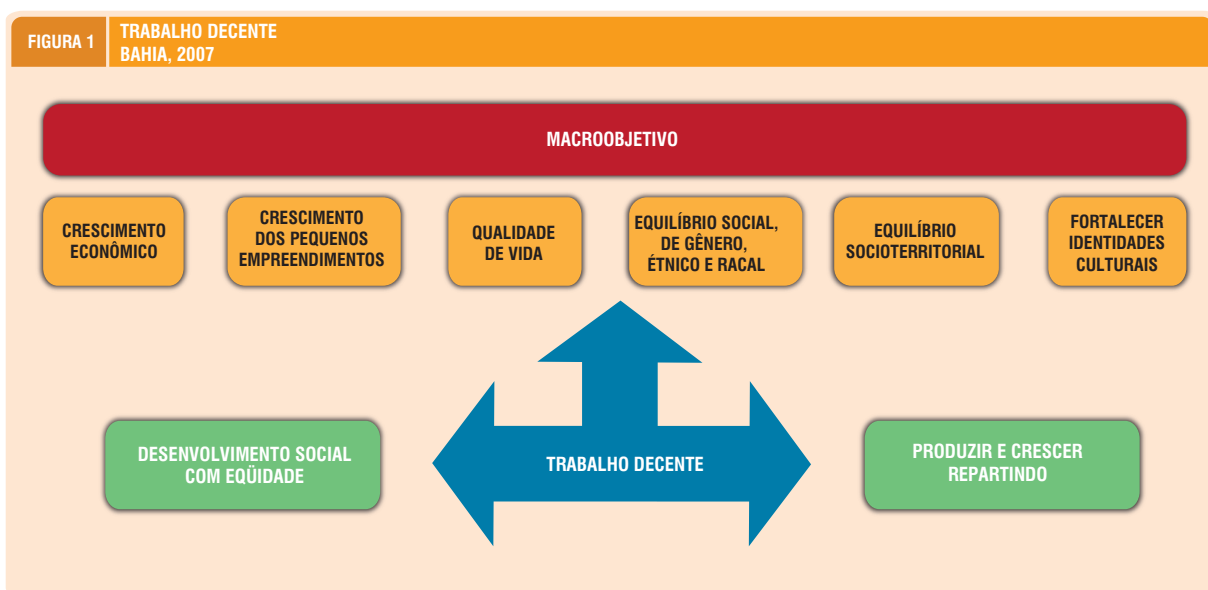 FIGURA 1
TRABALHO DECENTE
BAHIA, 2007
MACROOBJETIVO
CRESCIMENTO
ECONÔMICO
CRESCIMENTO
DOS PEQUENOS
EMPREENDIMENTOS
QUALIDADE
DE VIDA
EQUILÍBRIO SOCIAL,
DE GÊNERO,
ÉTNICO E RACAL
EQUILÍBRIO
SOCIOTERRITORIAL
FORTALECER
IDENTIDADES
CULTURAIS
DESENVOLVIMENTO SOCIAL
COM EQÜIDADE
TRABALHO DECENTE
PRODUZIR E CRESCER
REPARTINDO